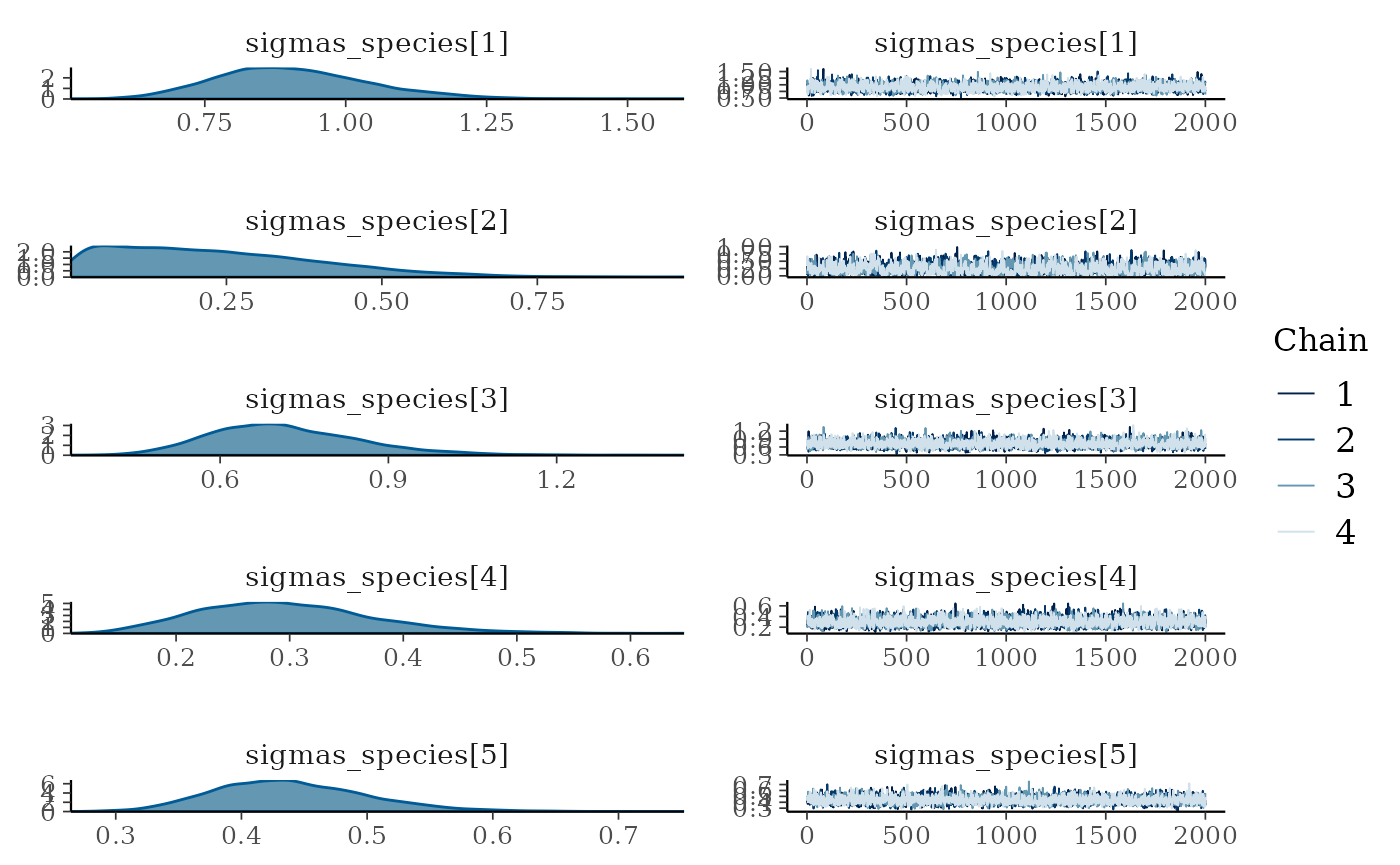 sigmas_species[1]
0.75 1.00 1.25 1.50
sigmas_species[1]
0 500 1000 1500 2000
sigmas_species[2]
0.25 0.50 0.75
sigmas_species[2]
0 500 1000 1500 2000
sigmas_species[3]
0.6 0.9 1.2
sigmas_species[3]
0 500 1000 1500 2000
sigmas_species[4]
0.2 0.3 0.4 0.5 0.6
sigmas_species[4]
0 500 1000 1500 2000
sigmas_species[5]
0.3 0.4 0.5 0.6 0.7
sigmas_species[5]
0 500 1000 1500 2000
Chain
1
2
3
4